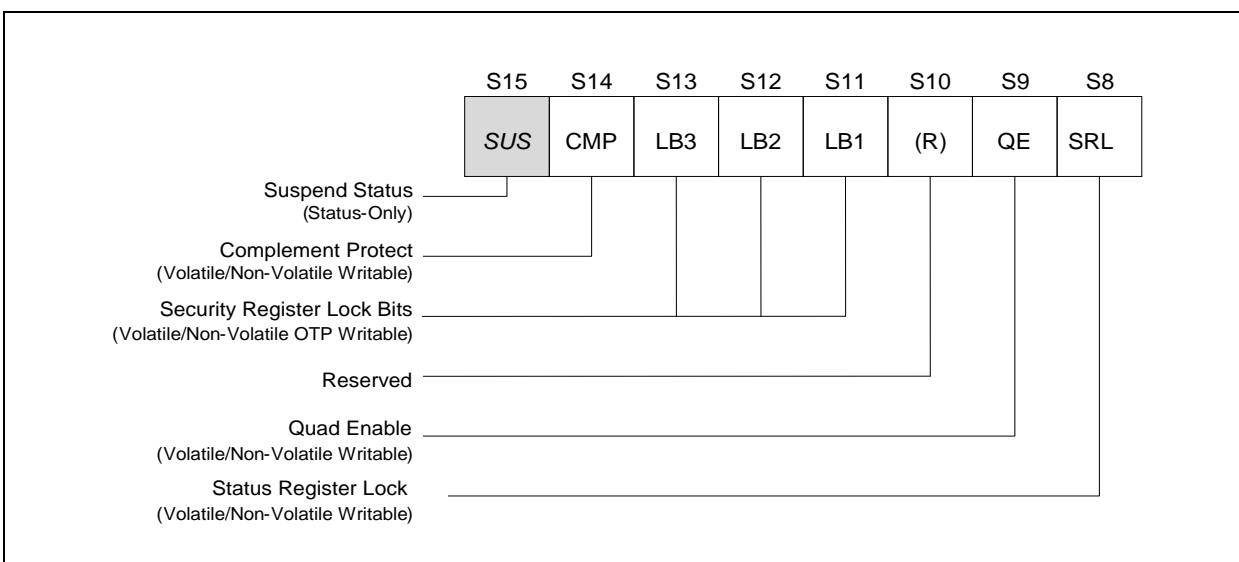 S15 S14 S13 S12 S11 S10 S9 S8
SUS CMP LB3 LB2 LB1 (R) QE SRL
Suspend Status
(Status-Only)
Complement Protect
(Volatile/Non-Volatile Writable)
Security Register Lock Bits
(Volatile/Non-Volatile OTP Writable)
Reserved
Quad Enable
(Volatile/Non-Volatile Writable)
Status Register Lock
(Volatile/Non-Volatile Writable)